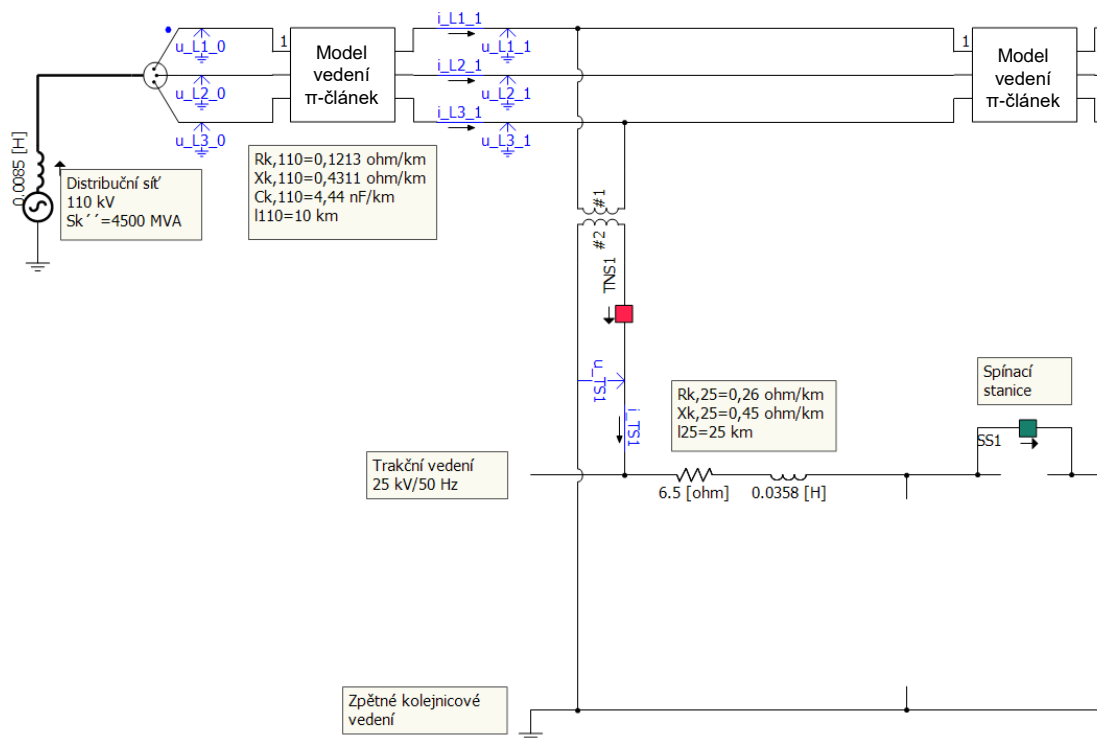 i_L1_1
u_L1_0
1
Model
vedení
π-článek
u_L1_1
1
Model
vedení
π-článek
i_L2_1
u_L2_0
u_L2_1
i_L3_1
u_L3_0
u_L3_1
0.0085 [H]
Distribuční síť
110 kV
Sk´´=4500 MVA
Rk,110=0,1213 ohm/km
Xk,110=0,4311 ohm/km
Ck,110=4,44 nF/km
l110=10 km
#1
#2
TNS1
u_TS1
i_TS1
Rk,25=0,26 ohm/km
Xk,25=0,45 ohm/km
l25=25 km
Spínací
stanice
SS1
Trakční vedení
25 kV/50 Hz
6.5 [ohm]
0.0358 [H]
Zpětné kolejnicové
vedení